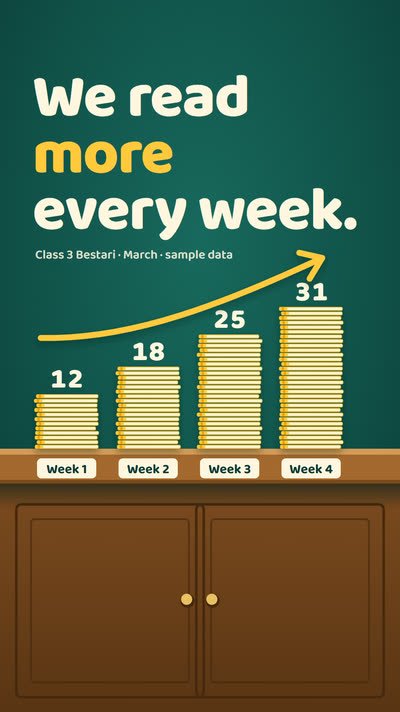 We read
more
every week.
Class 3 Bestari · March · sample data
31
25
18
12
Week 1
Week 2
Week 3
Week 4